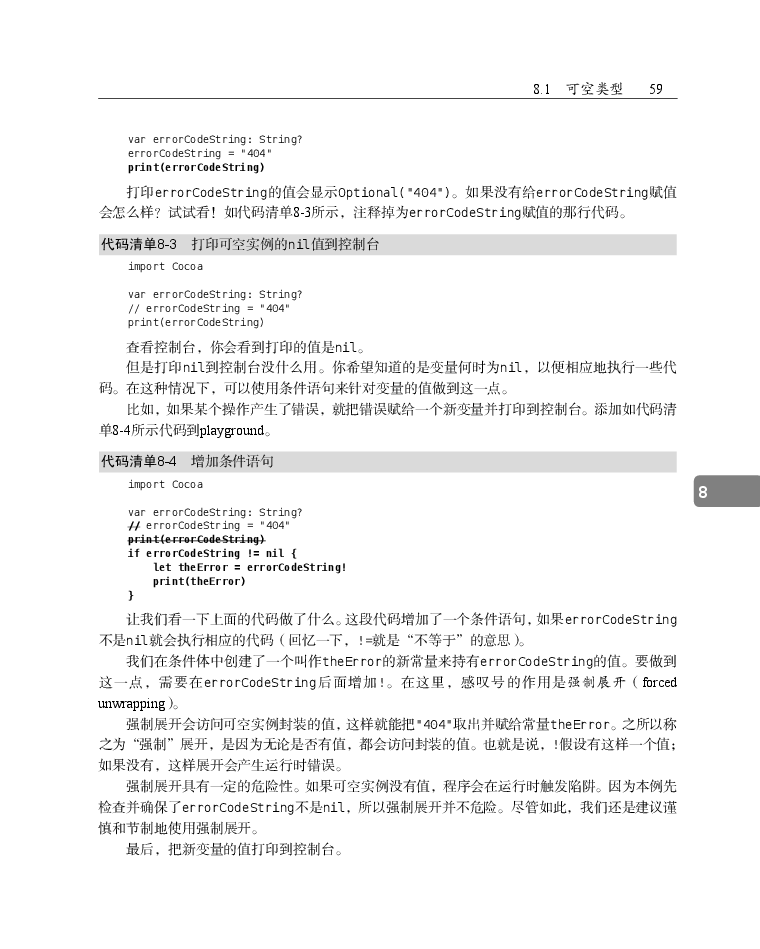 8.1 可空类型 59
var errorCodeString: String?
errorCodeString = "404"
print(errorCodeString)
打印errorCodeString的值会显示Optional("404")。如果没有给errorCodeString赋值
会怎么样？试试看！如代码清单8-3所示，注释掉为errorCodeString赋值的那行代码。
代码清单8-3 打印可空实例的nil值到控制台
import Cocoa
var errorCodeString: String?
// errorCodeString = "404"
print(errorCodeString)
查看控制台，你会看到打印的值是nil。
但是打印nil到控制台没什么用。你希望知道的是变量何时为nil，以便相应地执行一些代
码。在这种情况下，可以使用条件语句来针对变量的值做到这一点。
比如，如果某个操作产生了错误，就把错误赋给一个新变量并打印到控制台。添加如代码清
单8-4所示代码到playground。
代码清单8-4 增加条件语句
import Cocoa
var errorCodeString: String?
// errorCodeString = "404"
print(errorCodeString)
if errorCodeString != nil {
    let theError = errorCodeString!
    print(theError)
}
8
让我们看一下上面的代码做了什么。这段代码增加了一个条件语句，如果errorCodeString
不是nil就会执行相应的代码（回忆一下，!=就是“不等于”的意思）。
我们在条件体中创建了一个叫作theError的新常量来持有errorCodeString的值。要做到
这一点，需要在errorCodeString后面增加!。在这里，感叹号的作用是强制展开（forced
unwrapping）。
强制展开会访问可空实例封装的值，这样就能把"404"取出并赋给常量theError。之所以称
之为“强制”展开，是因为无论是否有值，都会访问封装的值。也就是说，!假设有这样一个值；
如果没有，这样展开会产生运行时错误。
强制展开具有一定的危险性。如果可空实例没有值，程序会在运行时触发陷阱。因为本例先
检查并确保了errorCodeString不是nil，所以强制展开并不危险。尽管如此，我们还是建议谨
慎和节制地使用强制展开。
最后，把新变量的值打印到控制台。